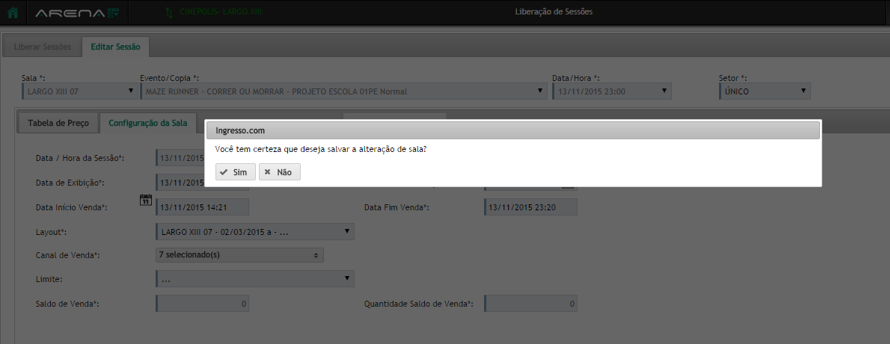 ARENA
CINÉPOLIS LARGO XIII
Liberação de Sessões
Liberar Sessões
Editar Sessão
Sala *: Evento/Copia *: Data/Hora *: Setor *:
LARGO XIII 07 MAZE RUNNER - CORRER OU MORRAR - PROJETO ESCOLA 01PE Normal 13/11/2015 23:00 ÚNICO
Tabela de Preço
Configuração da Sala
Ingresso.com
Você tem certeza que deseja salvar a alteração de sala?
Sim Não
Data / Hora da Sessão*: 13/11/2015
Data de Exibição*: 13/11/2015
Data Início Venda*: 11 13/11/2015 14:21 Data Fim Venda*: 13/11/2015 23:20
Layout*: LARGO XIII 07 - 02/03/2015 a - ...
Canal de Venda*: 7 selecionado(s)
Limite: ...
Saldo de Venda*: 0 Quantidade Saldo de Venda*: 0